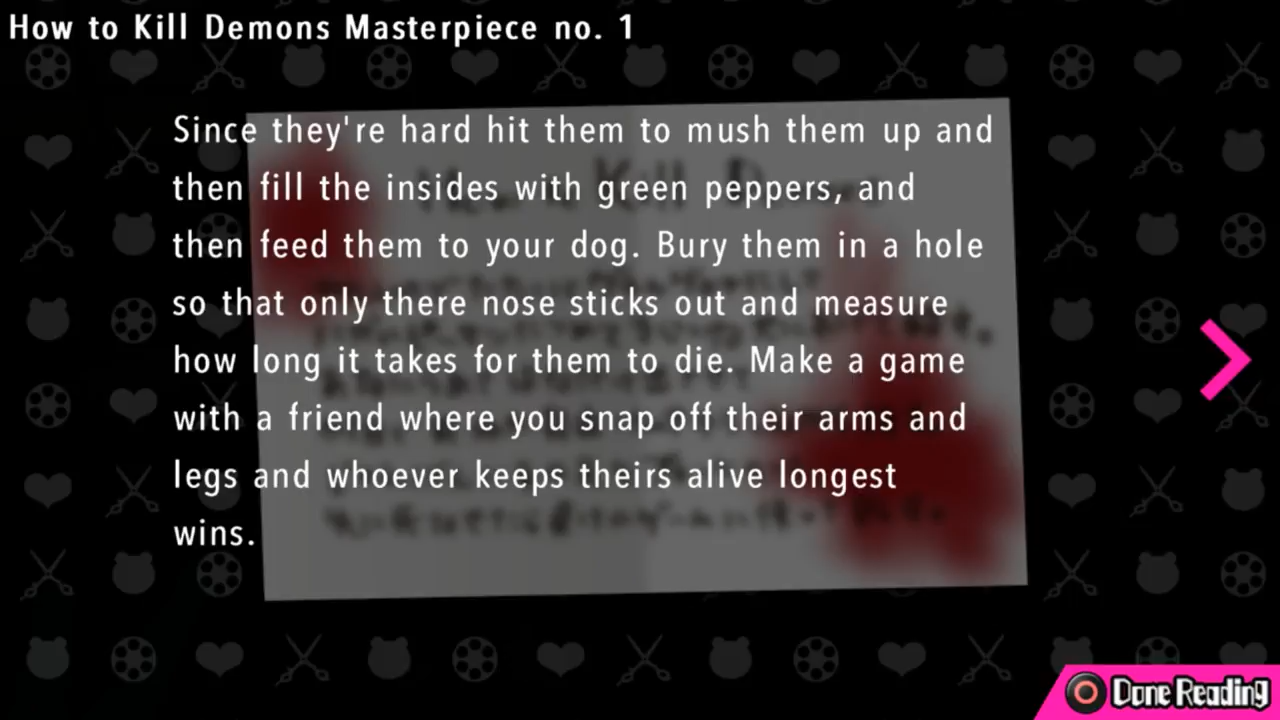 How to Kill Demons Masterpiece no. 1
Since they're hard hit them to mush them up and
then fill the insides with green peppers, and
then feed them to your dog. Bury them in a hole
so that only there nose sticks out and measure
how long it takes for them to die. Make a game
with a friend where you snap off their arms and
legs and whoever keeps theirs alive longest
wins.
Done Reading